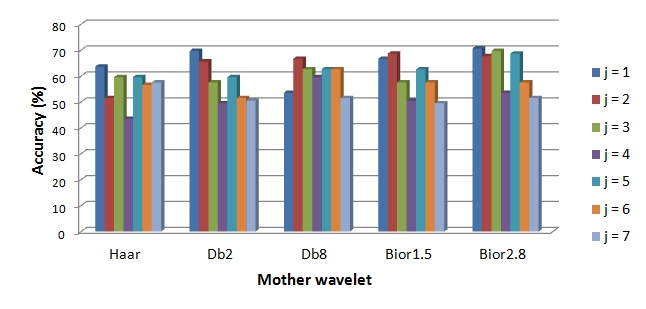 80
70
60
50
40
30
20
10
0
Accuracy (%)
Haar Db2 Db8 Bior1.5 Bior2.8
Mother wavelet
j = 1
j = 2
j = 3
j = 4
j = 5
j = 6
j = 7